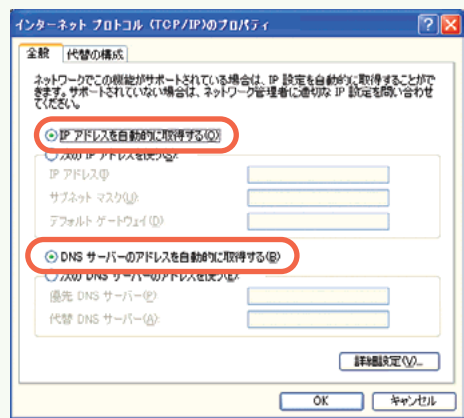 インターネット プロトコル (TCP/IP)のプロパティ
全般 代替の構成
ネットワークでこの機能がサポートされている場合は、IP 設定を自動的に取得することがで
きます。サポートされていない場合は、ネットワーク管理者に適切な IP 設定を問い合わせ
てください。
IP アドレスを自動的に取得する(O)
次の IP アドレスを使う(S):
IP アドレス(I):
サブネット マスク(U):
デフォルト ゲートウェイ(D):
DNS サーバーのアドレスを自動的に取得する(B)
次の DNS サーバーのアドレスを使う(E):
優先 DNS サーバー(P):
代替 DNS サーバー(A):
詳細設定(V)...
OK キャンセル